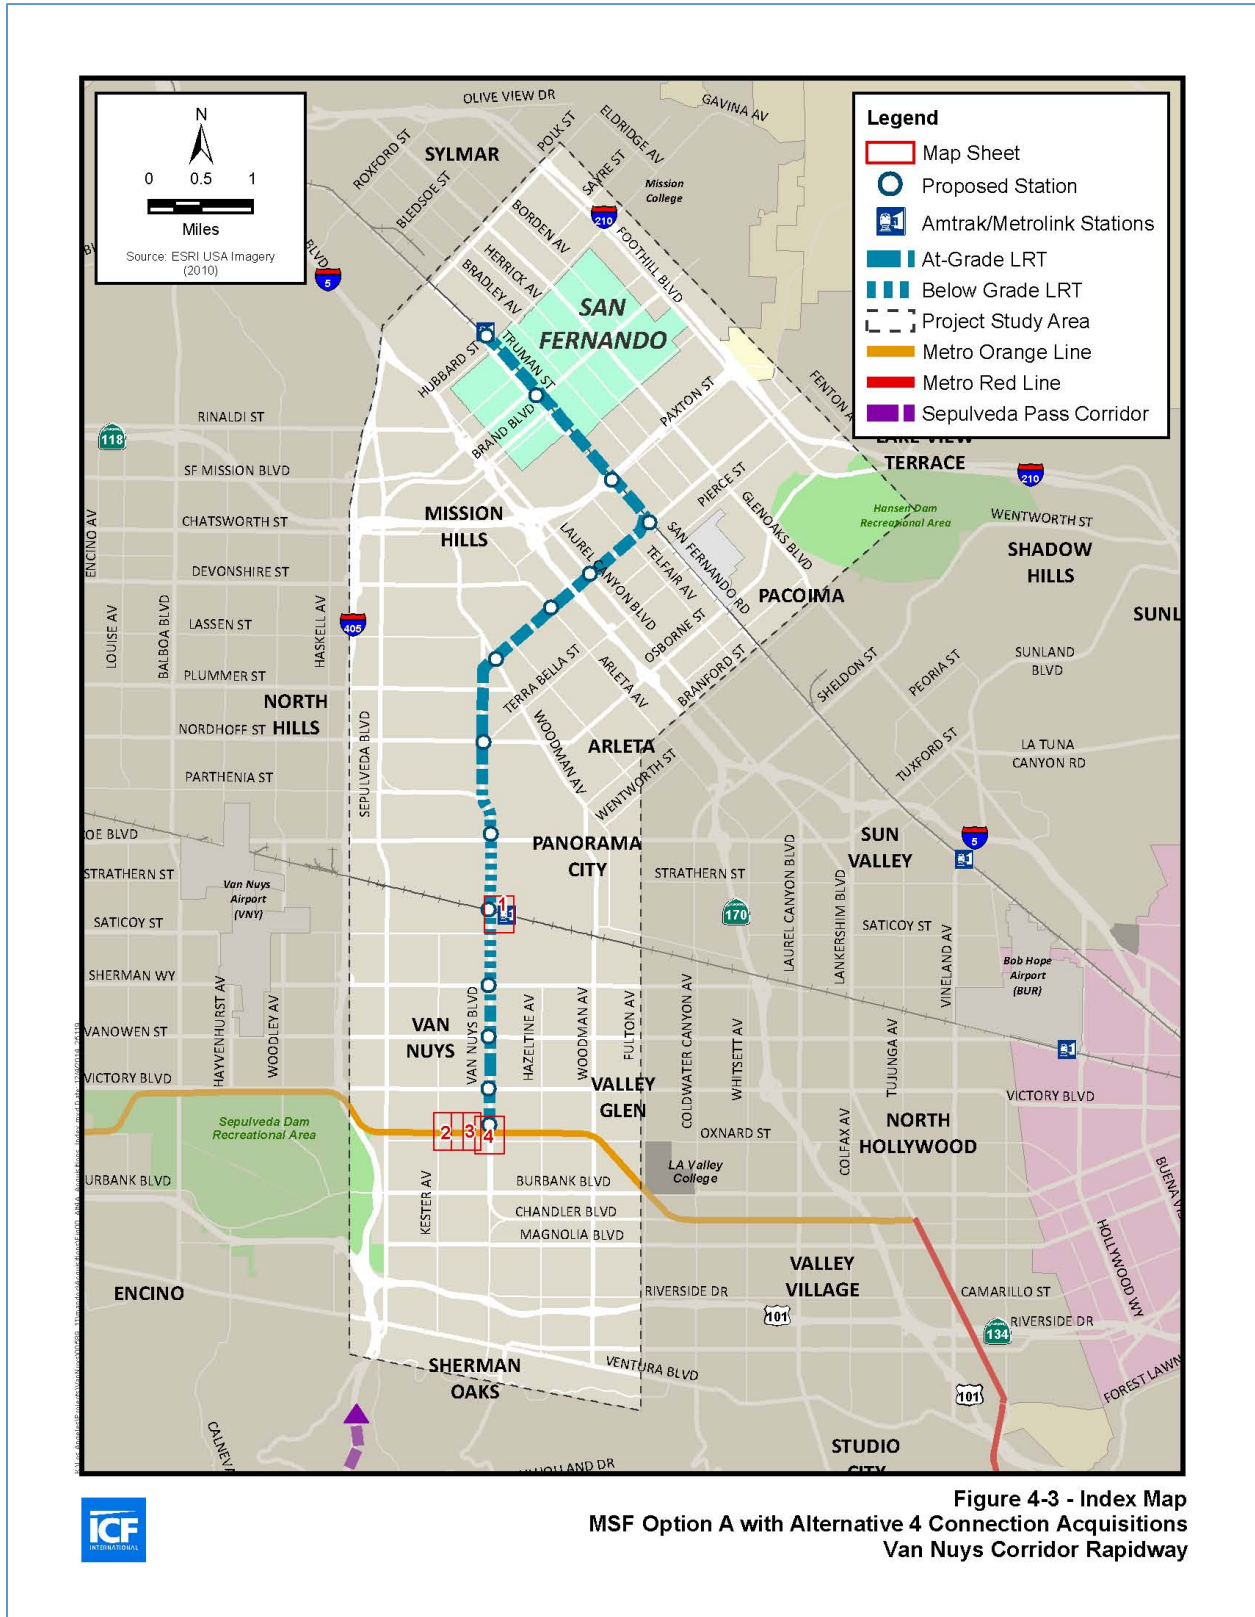 N
0 0.5 1
Miles
Source: ESRI USA Imagery
(2010)
Legend
Map Sheet
Proposed Station
Amtrak/Metrolink Stations
At-Grade LRT
Below Grade LRT
Project Study Area
Metro Orange Line
Metro Red Line
Sepulveda Pass Corridor
OLIVE VIEW DR
GAVINA AV
ELDRIDGE AV
POLK ST
SYLMAR
ROXFORD ST
SAYRE ST
Mission
College
BLEDSOE ST
BORDEN AV
210
FOOTHILL BLVD
HERRICK AV
BRADLEY AV
BLVD
5
SAN
FERNANDO
TRUMAN ST
HUBBARD ST
PAXTON ST
FENTON A
BRAND BLVD
RINALDI ST
118
SF MISSION BLVD
LAKE VIEW
TERRACE
210
PIERCE ST
GLENOAKS BLVD
Hansen Dam
Recreational Area
WENTWORTH ST
CHATSWORTH ST
MISSION
HILLS
ENCINO AV
LAUREL CANYON BLVD
TELFAIR AV
SAN FERNANDO RD
SHADOW
HILLS
DEVONSHIRE ST
PACOIMA
SUNL
LOUISE AV
BALBOA BLVD
HASKELL AV
405
LASSEN ST
OSBORNE ST
BRANFORD ST
SUNLAND
BLVD
PLUMMER ST
TERRA BELLA ST
ARLETA AV
SHELDON ST
PEORIA ST
NORTH
HILLS
NORDHOFF ST
SEPULVEDA BLVD
WOODMAN AV
ARLETA
LA TUNA
CANYON RD
TUXFORD ST
PARTHENIA ST
WENTWORTH ST
OE BLVD
PANORAMA
CITY
SUN
VALLEY
5
STRATHERN ST
STRATHERN ST
LAUREL CANYON BLVD
LANKERSHIM BLVD
Van Nuys
Airport
(VNY)
1
170
SATICOY ST
SATICOY ST
VINELAND AV
SHERMAN WY
Bob Hope
Airport
(BUR)
HAYVENHURST AV
WOODLEY AV
VAN NUYS BLVD
HAZELTINE AV
WOODMAN AV
FULTON AV
COLDWATER CANYON AV
WHITSETT AV
TUJUNGA AV
VANOWEN ST
VAN
NUYS
VICTORY BLVD
VALLEY
GLEN
VICTORY BLVD
Sepulveda Dam
Recreational Area
2 3 4
OXNARD ST
COLFAX AV
NORTH
HOLLYWOOD
LA Valley
College
URBANK BLVD
KESTER AV
BURBANK BLVD
CHANDLER BLVD
MAGNOLIA BLVD
BUENA VIS
HOLLYWOOD WY
ENCINO
VALLEY
VILLAGE
RIVERSIDE DR
101
CAMARILLO ST
134
RIVERSIDE DR
SHERMAN
OAKS
VENTURA BLVD
101
FOREST LAWN
CALNEVA
STUDIO
CITY
ULHOLLAND DR
ICF
INTERNATIONAL
Figure 4-3 - Index Map
MSF Option A with Alternative 4 Connection Acquisitions
Van Nuys Corridor Rapidway